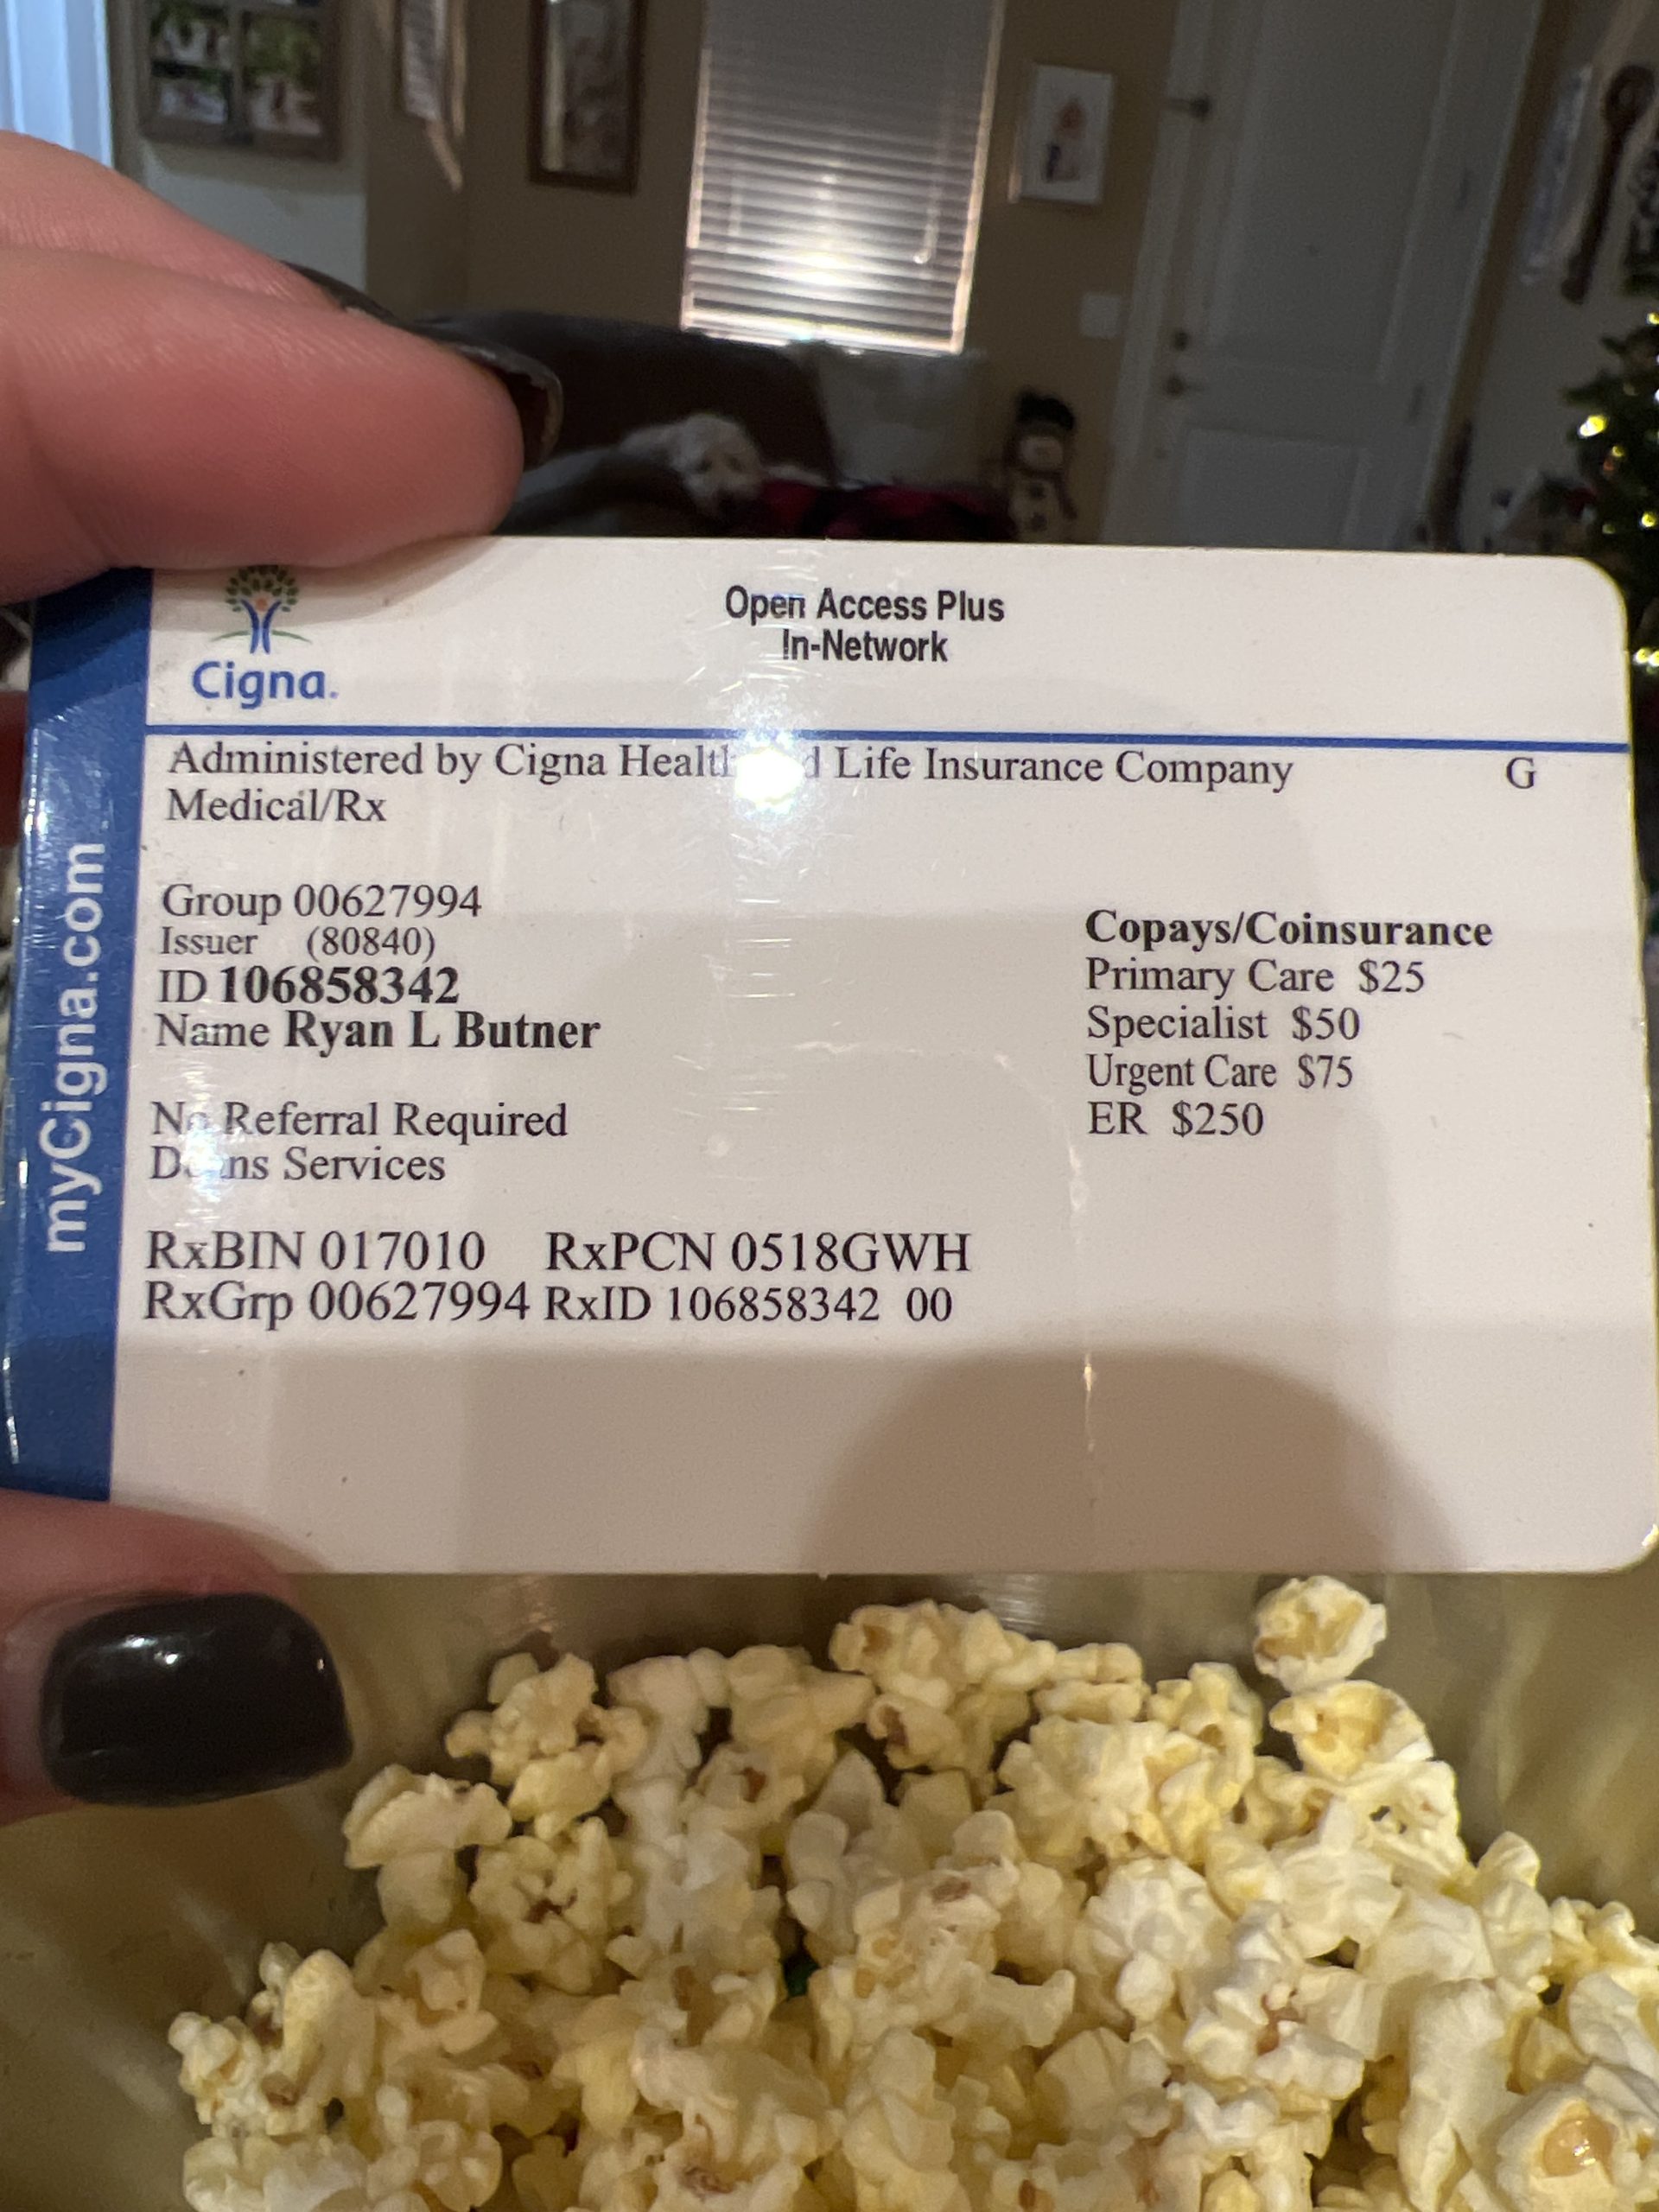 Cigna.
Open Access Plus
In-Network
myCigna.com
Administered by Cigna Health Life Insurance Company G
Medical/Rx
Group 00627994
Issuer (80840)
ID 106858342
Name Ryan L Butner
No Referral Required
Services
Copays/Coinsurance
Primary Care $25
Specialist $50
Urgent Care $75
ER $250
RxBIN 017010 RxPCN 0518GWH
RxGrp 00627994 RxID 106858342 00